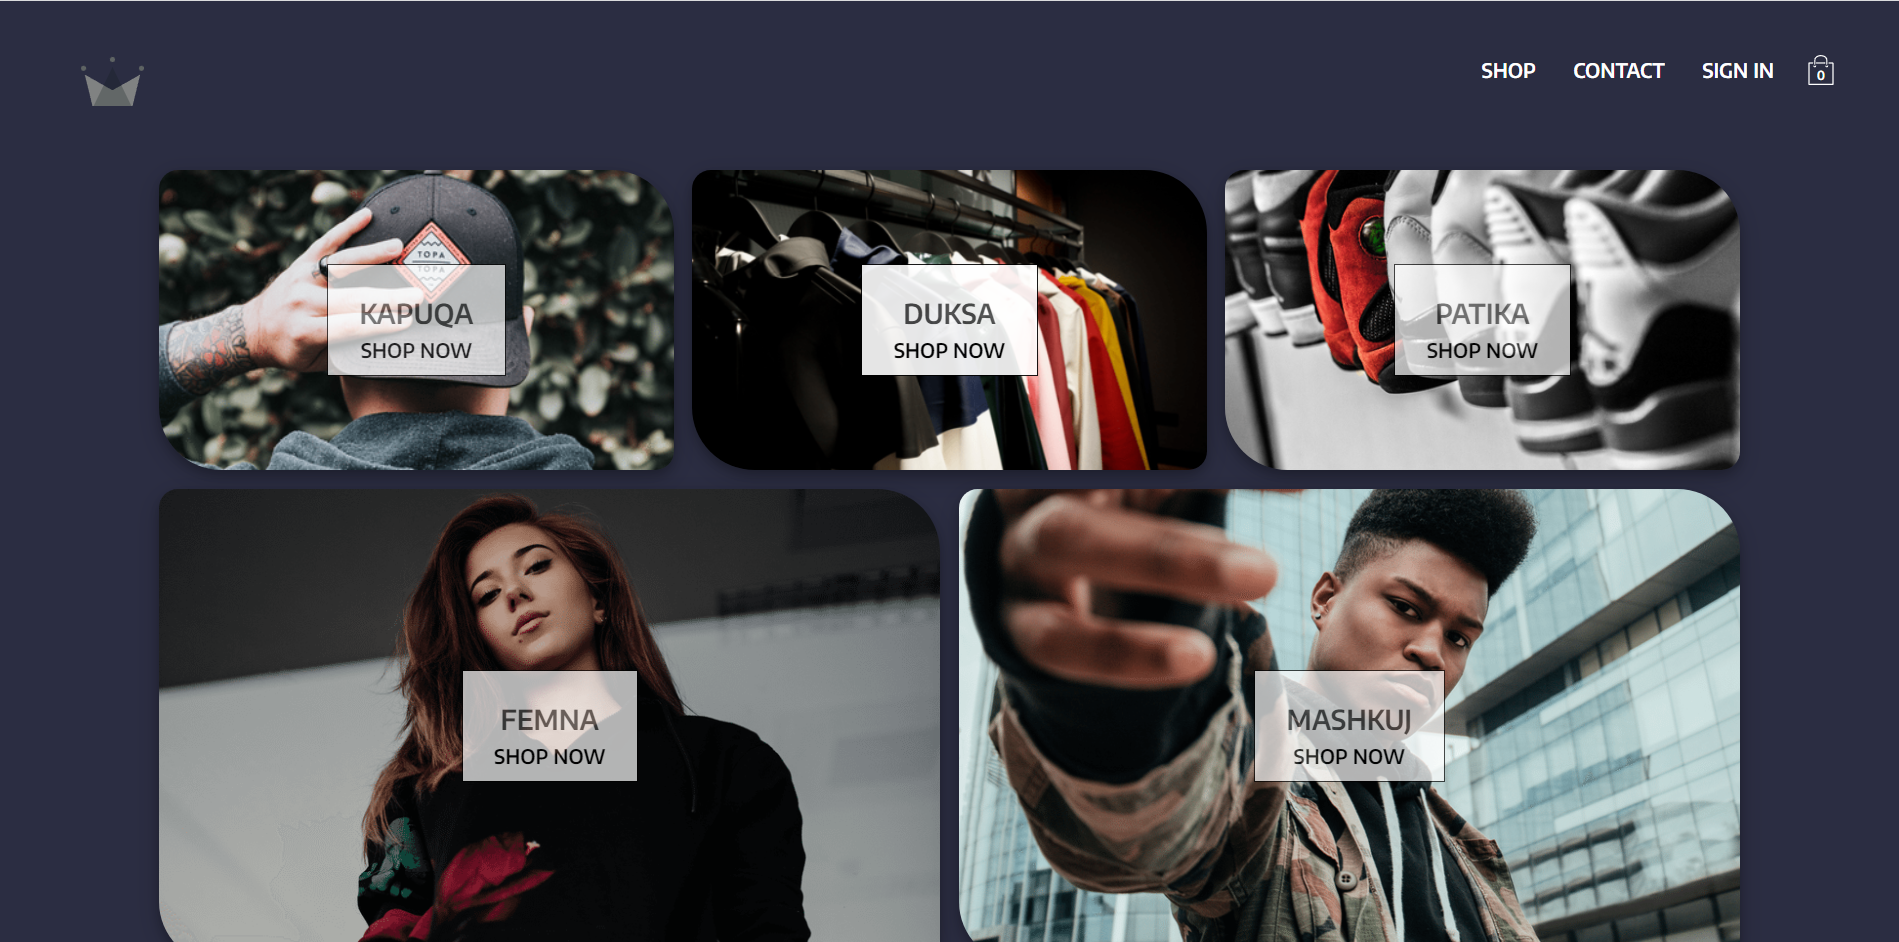 SHOP CONTACT SIGN IN 0
TOPA
TOPA
KAPUQA
SHOP NOW
DUKSA
SHOP NOW
PATIKA
SHOP NOW
FEMNA
SHOP NOW
MASHKUJ
SHOP NOW